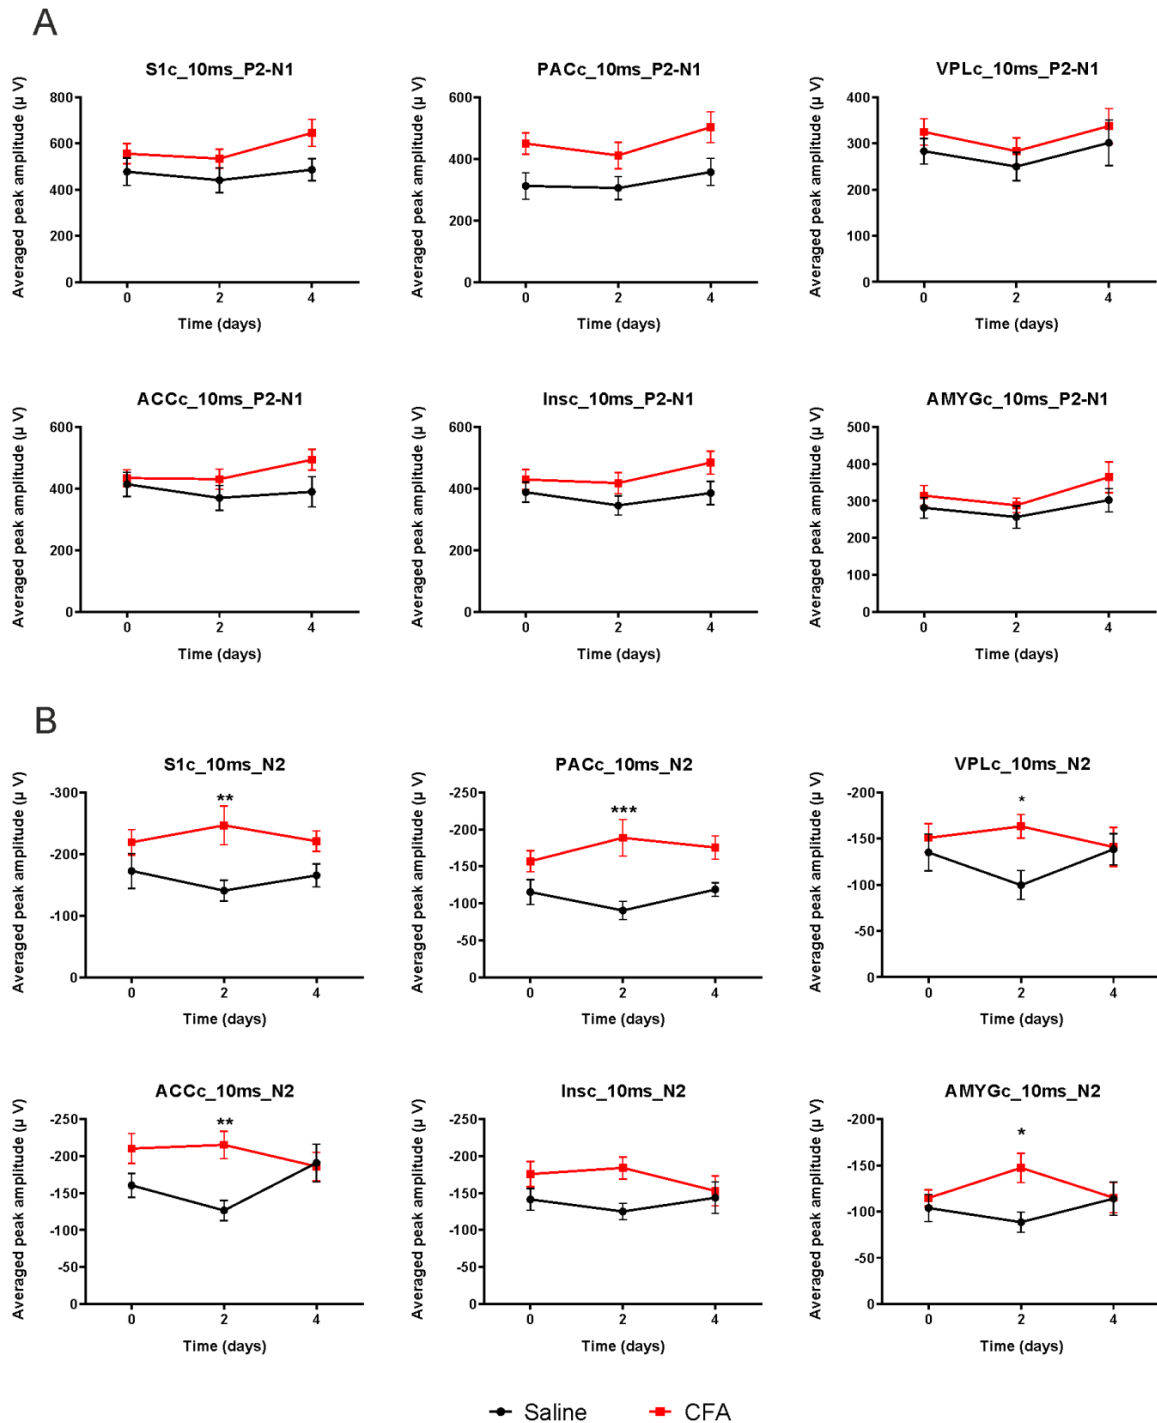 A
S1c_10ms_P2-N1
PACc_10ms_P2-N1
VPLc_10ms_P2-N1
Averaged peak amplitude (µ V)
800
600
400
200
0
0 2 4
Time (days)
Averaged peak amplitude (µ V)
600
400
200
0
0 2 4
Time (days)
Averaged peak amplitude (µ V)
400
300
200
100
0
0 2 4
Time (days)
ACCc_10ms_P2-N1
Insc_10ms_P2-N1
AMYGc_10ms_P2-N1
Averaged peak amplitude (µ V)
600
400
200
0
0 2 4
Time (days)
Averaged peak amplitude (µ V)
600
400
200
0
0 2 4
Time (days)
Averaged peak amplitude (µ V)
500
400
300
200
100
0
0 2 4
Time (days)
B
S1c_10ms_N2
PACc_10ms_N2
VPLc_10ms_N2
Averaged peak amplitude (µ V)
-300
-200
-100
0
**
0 2 4
Time (days)
Averaged peak amplitude (µ V)
-250
-200
-150
-100
-50
0
***
0 2 4
Time (days)
Averaged peak amplitude (µ V)
-200
-150
-100
-50
0
*
0 2 4
Time (days)
ACCc_10ms_N2
Insc_10ms_N2
AMYGc_10ms_N2
Averaged peak amplitude (µ V)
-250
-200
-150
-100
-50
0
**
0 2 4
Time (days)
Averaged peak amplitude (µ V)
-250
-200
-150
-100
-50
0
0 2 4
Time (days)
Averaged peak amplitude (µ V)
-200
-150
-100
-50
0
*
0 2 4
Time (days)
Saline CFA